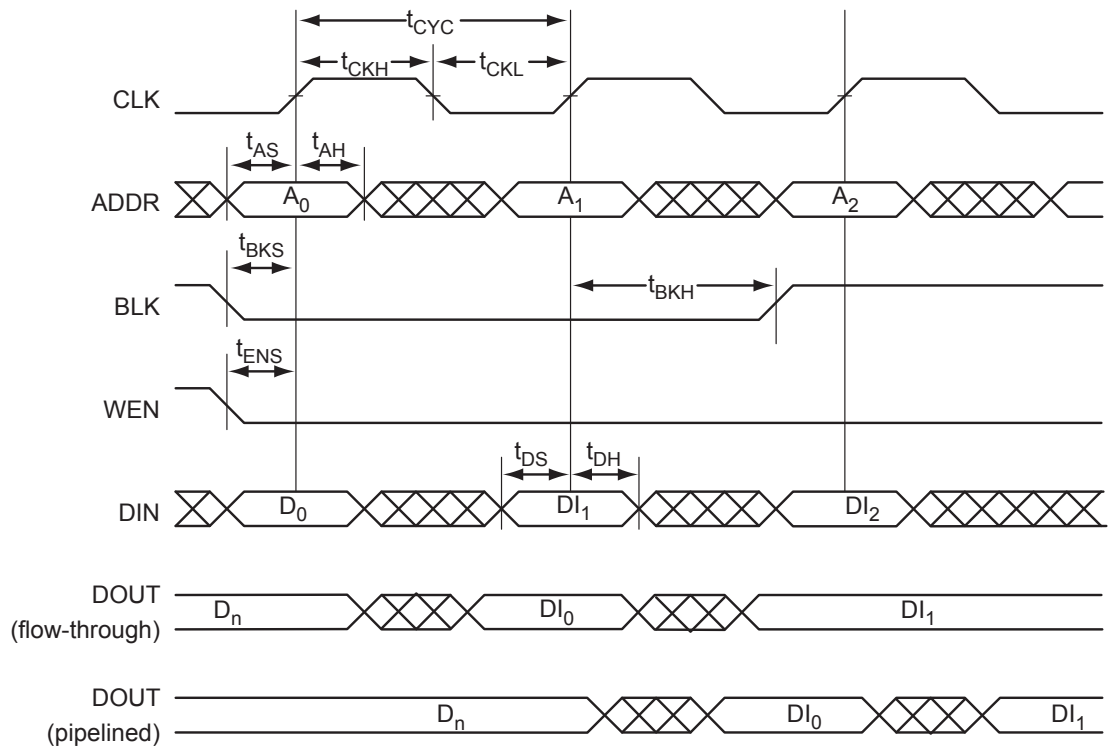 tCYC
tCKH tCKL
CLK
tAS tAH
ADDR A0 A1 A2
tBKS
BLK tBKH
tENS
WEN
tDS tDH
DIN D0 DI1 DI2
DOUT
(flow-through)
Dn DI0 DI1
DOUT
(pipelined)
Dn DI0 DI1